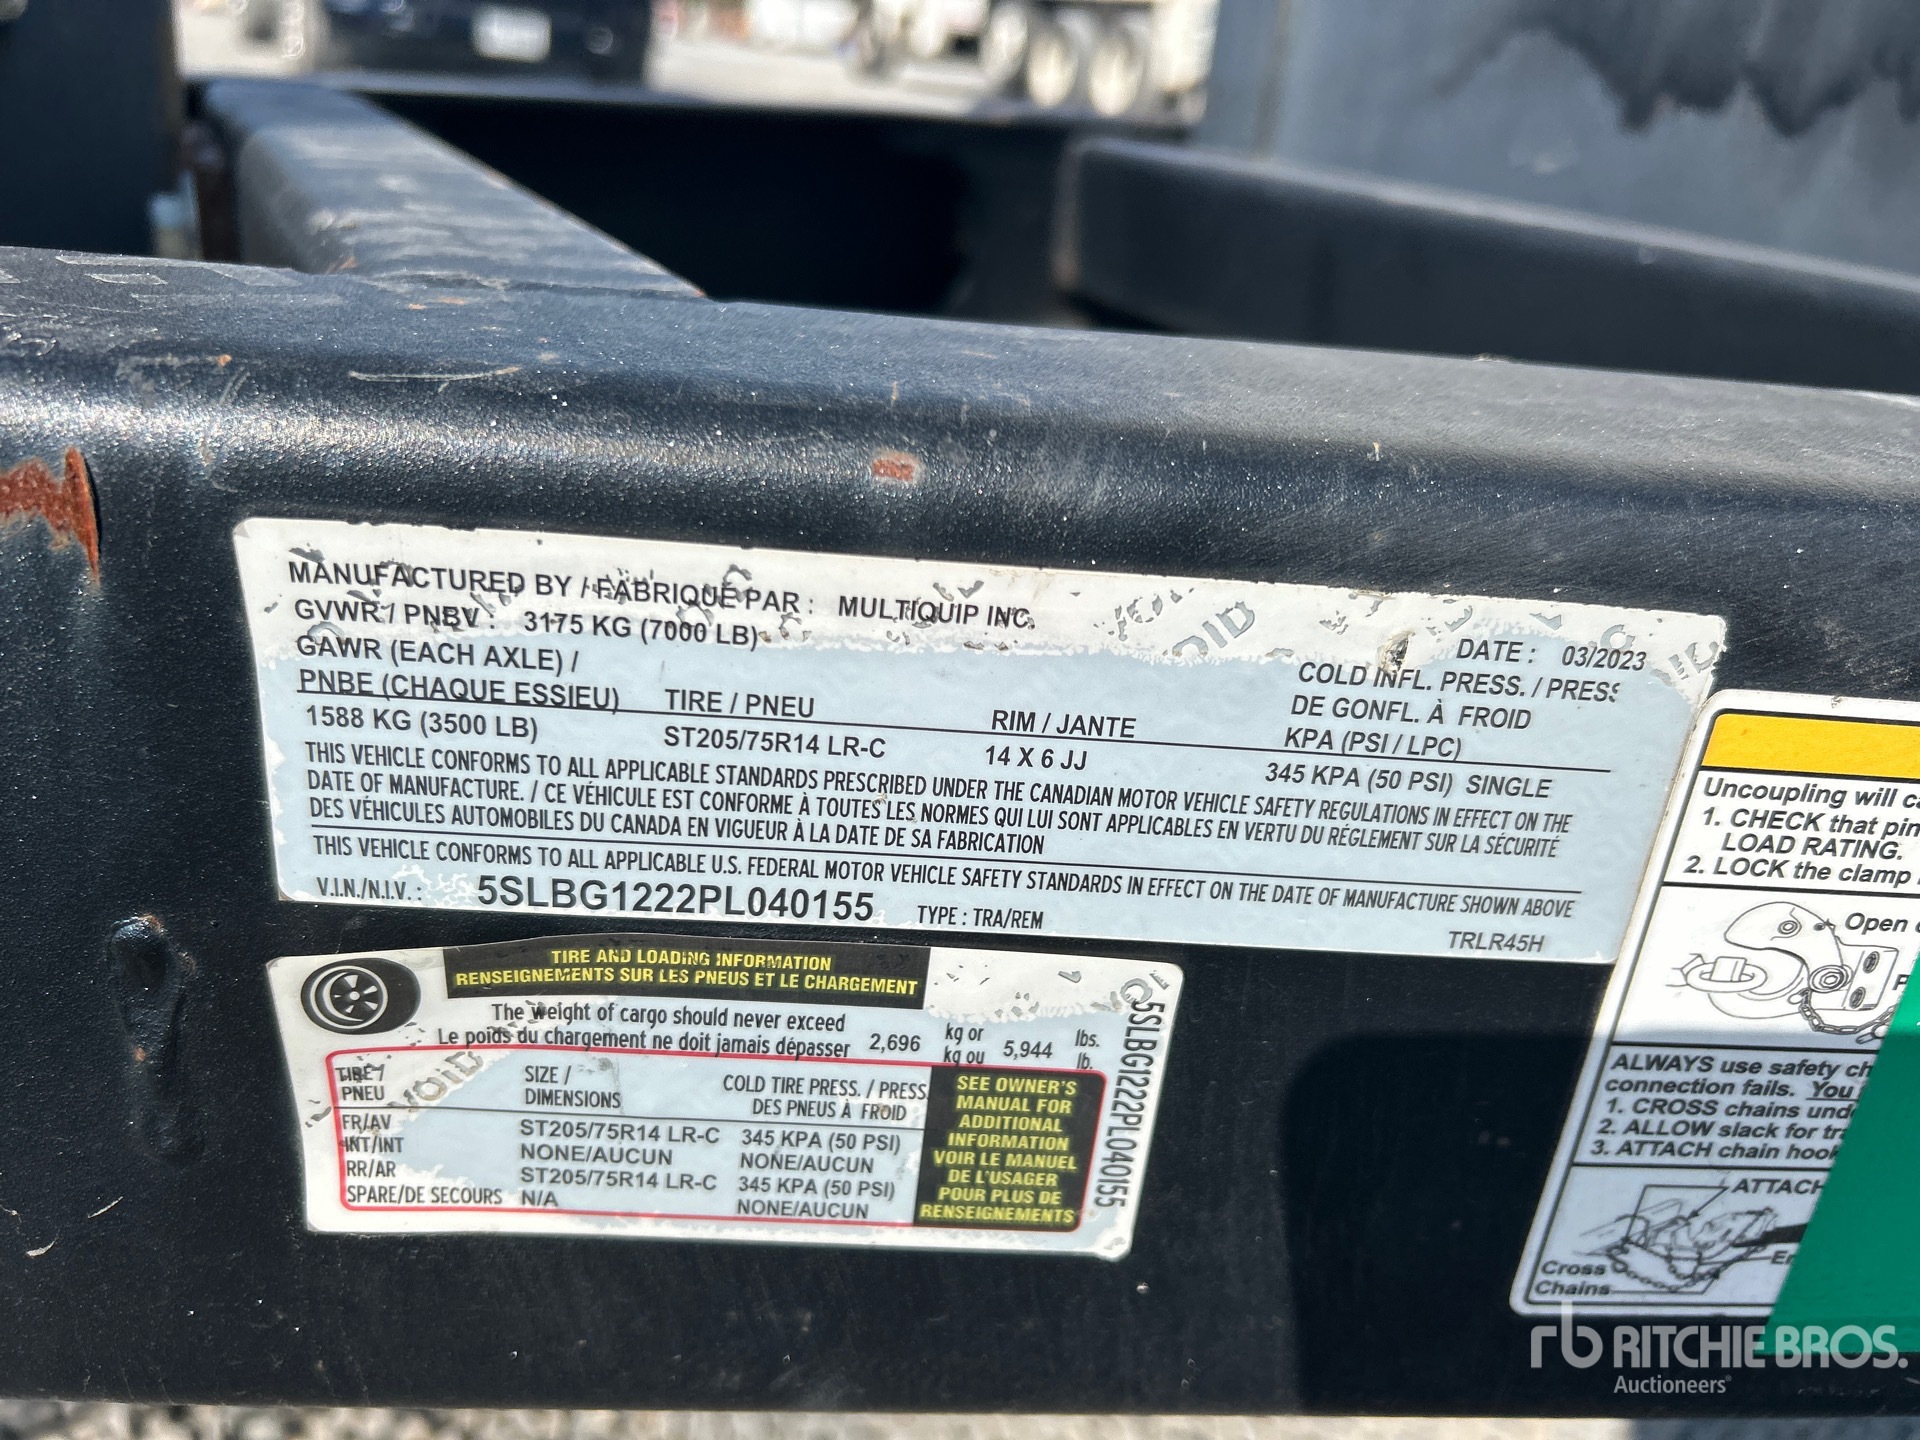 MANUFACTURED BY / FABRIQUÉ PAR : MULTIQUIP INC.
GVWR / PNBV : 3175 KG (7000 LB)
DATE : 03/2023
GAWR (EACH AXLE) /
PNBE (CHAQUE ESSIEU)
TIRE / PNEU
RIM / JANTE
COLD INFL. PRESS. / PRESS
DE GONFL. À FROID
KPA (PSI / LPC)
1588 KG (3500 LB)
ST205/75R14 LR-C
14 X 6 JJ
345 KPA (50 PSI) SINGLE
THIS VEHICLE CONFORMS TO ALL APPLICABLE STANDARDS PRESCRIBED UNDER THE CANADIAN MOTOR VEHICLE SAFETY REGULATIONS IN EFFECT ON THE
DATE OF MANUFACTURE. / CE VÉHICULE EST CONFORME À TOUTES LES NORMES QUI LUI SONT APPLICABLES EN VERTU DU RÉGLEMENT SUR LA SÉCURITÉ
DES VÉHICULES AUTOMOBILES DU CANADA EN VIGUEUR À LA DATE DE SA FABRICATION
THIS VEHICLE CONFORMS TO ALL APPLICABLE U.S. FEDERAL MOTOR VEHICLE SAFETY STANDARDS IN EFFECT ON THE DATE OF MANUFACTURE SHOWN ABOVE
V.I.N./N.I.V. : 5SLBG1222PL040155 TYPE : TRA/REM
TRLR45H
TIRE AND LOADING INFORMATION
RENSEIGNEMENTS SUR LES PNEUS ET LE CHARGEMENT
The weight of cargo should never exceed
Le poids du chargement ne doit jamais dépasser
2,696
kg or
kg ou
5,944
lbs.
lb.
TIRE /
PNEU
SIZE /
DIMENSIONS
COLD TIRE PRESS. / PRESS.
DES PNEUS À FROID
FR/AV ST205/75R14 LR-C 345 KPA (50 PSI)
INT/INT NONE/AUCUN NONE/AUCUN
RR/AR ST205/75R14 LR-C 345 KPA (50 PSI)
SPARE/DE SECOURS N/A NONE/AUCUN
SEE OWNER'S
MANUAL FOR
ADDITIONAL
INFORMATION
VOIR LE MANUEL
DE L'USAGER
POUR PLUS DE
RENSEIGNEMENTS
5SLBG1222PL040155
VOID
Uncoupling will
1. CHECK that pin
LOAD RATING.
2. LOCK the clamp
Open
ALWAYS use safety
connection fails. You
1. CROSS chains
2. ALLOW slack for
3. ATTACH chain
ATTACH
Cross
Chains
rb RITCHIE BROS.
Auctioneers